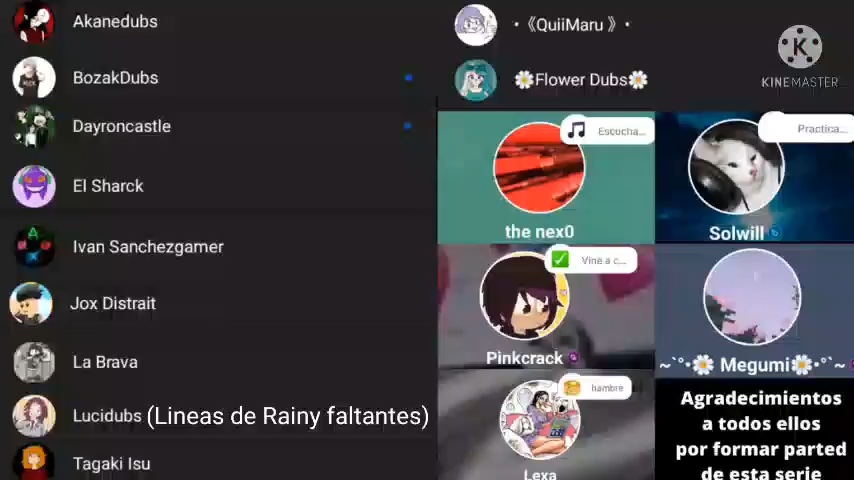 Akanedubs
BozakDubs
Dayroncastle
El Sharck
Ivan Sanchezgamer
Jox Distrait
La Brava
Lucidubs (Lineas de Rainy faltantes)
Tagaki Isu
•《QuiiMaru 》•
🌼Flower Dubs🌼
KINEMASTER
Escucha...
the nex0
Practica...
Solwill
Vine a c...
Pinkcrack
~`°•🌼 Megumi🌼•°`~
hambre
Lexa
Agradecimientos
a todos ellos
por formar parted
de esta serie